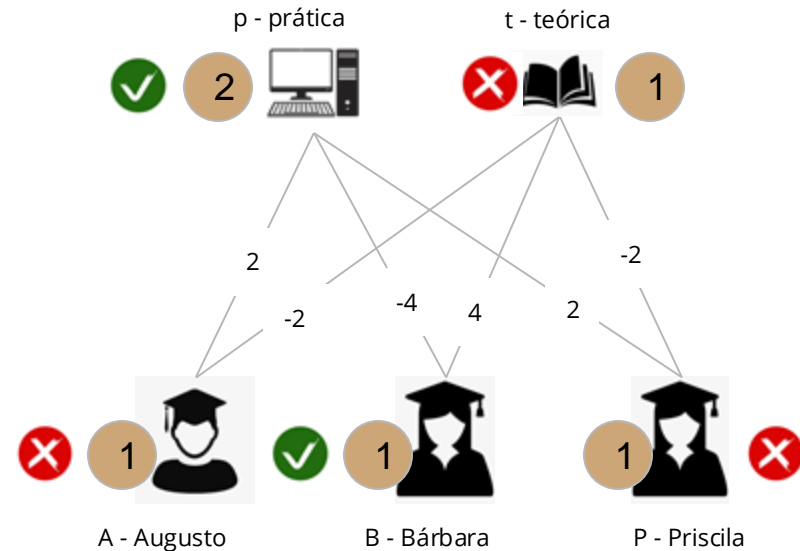 p - prática
t - teórica
2
1
2
-2
-4
4
2
-2
1
1
1
A - Augusto
B - Bárbara
P - Priscila